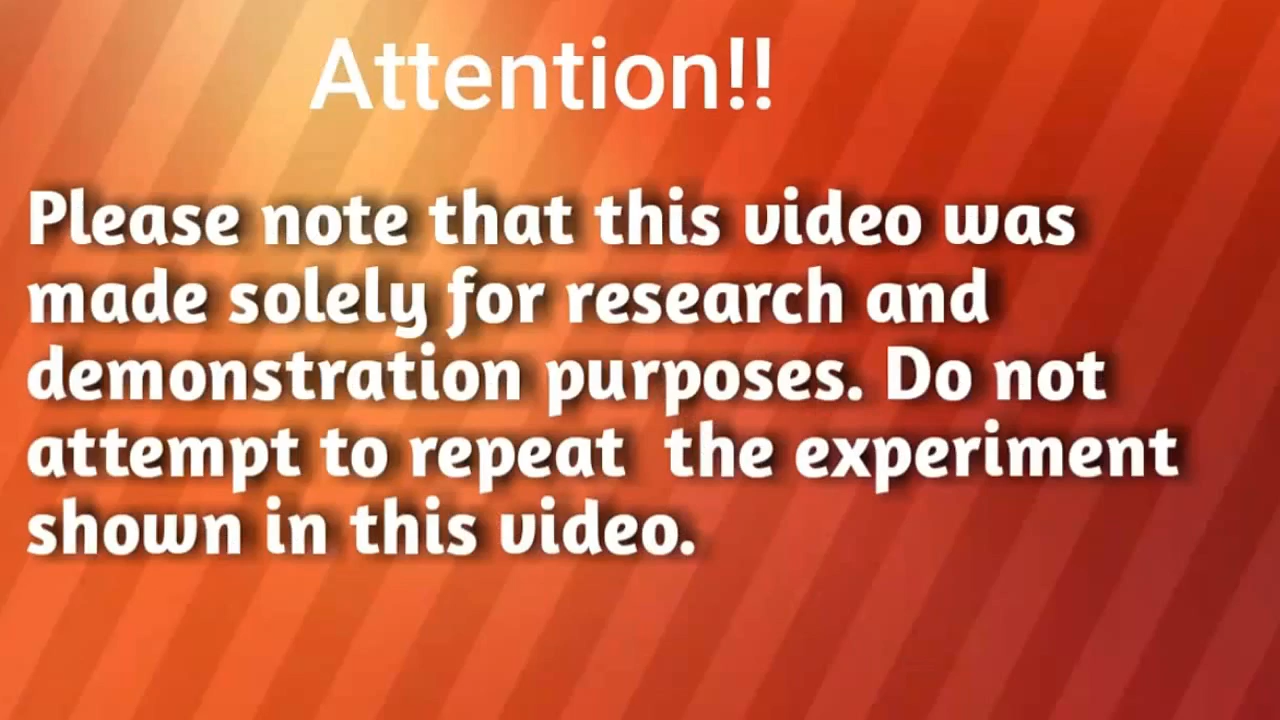 Attention!!
Please note that this video was
made solely for research and
demonstration purposes. Do not
attempt to repeat  the experiment
shown in this video.